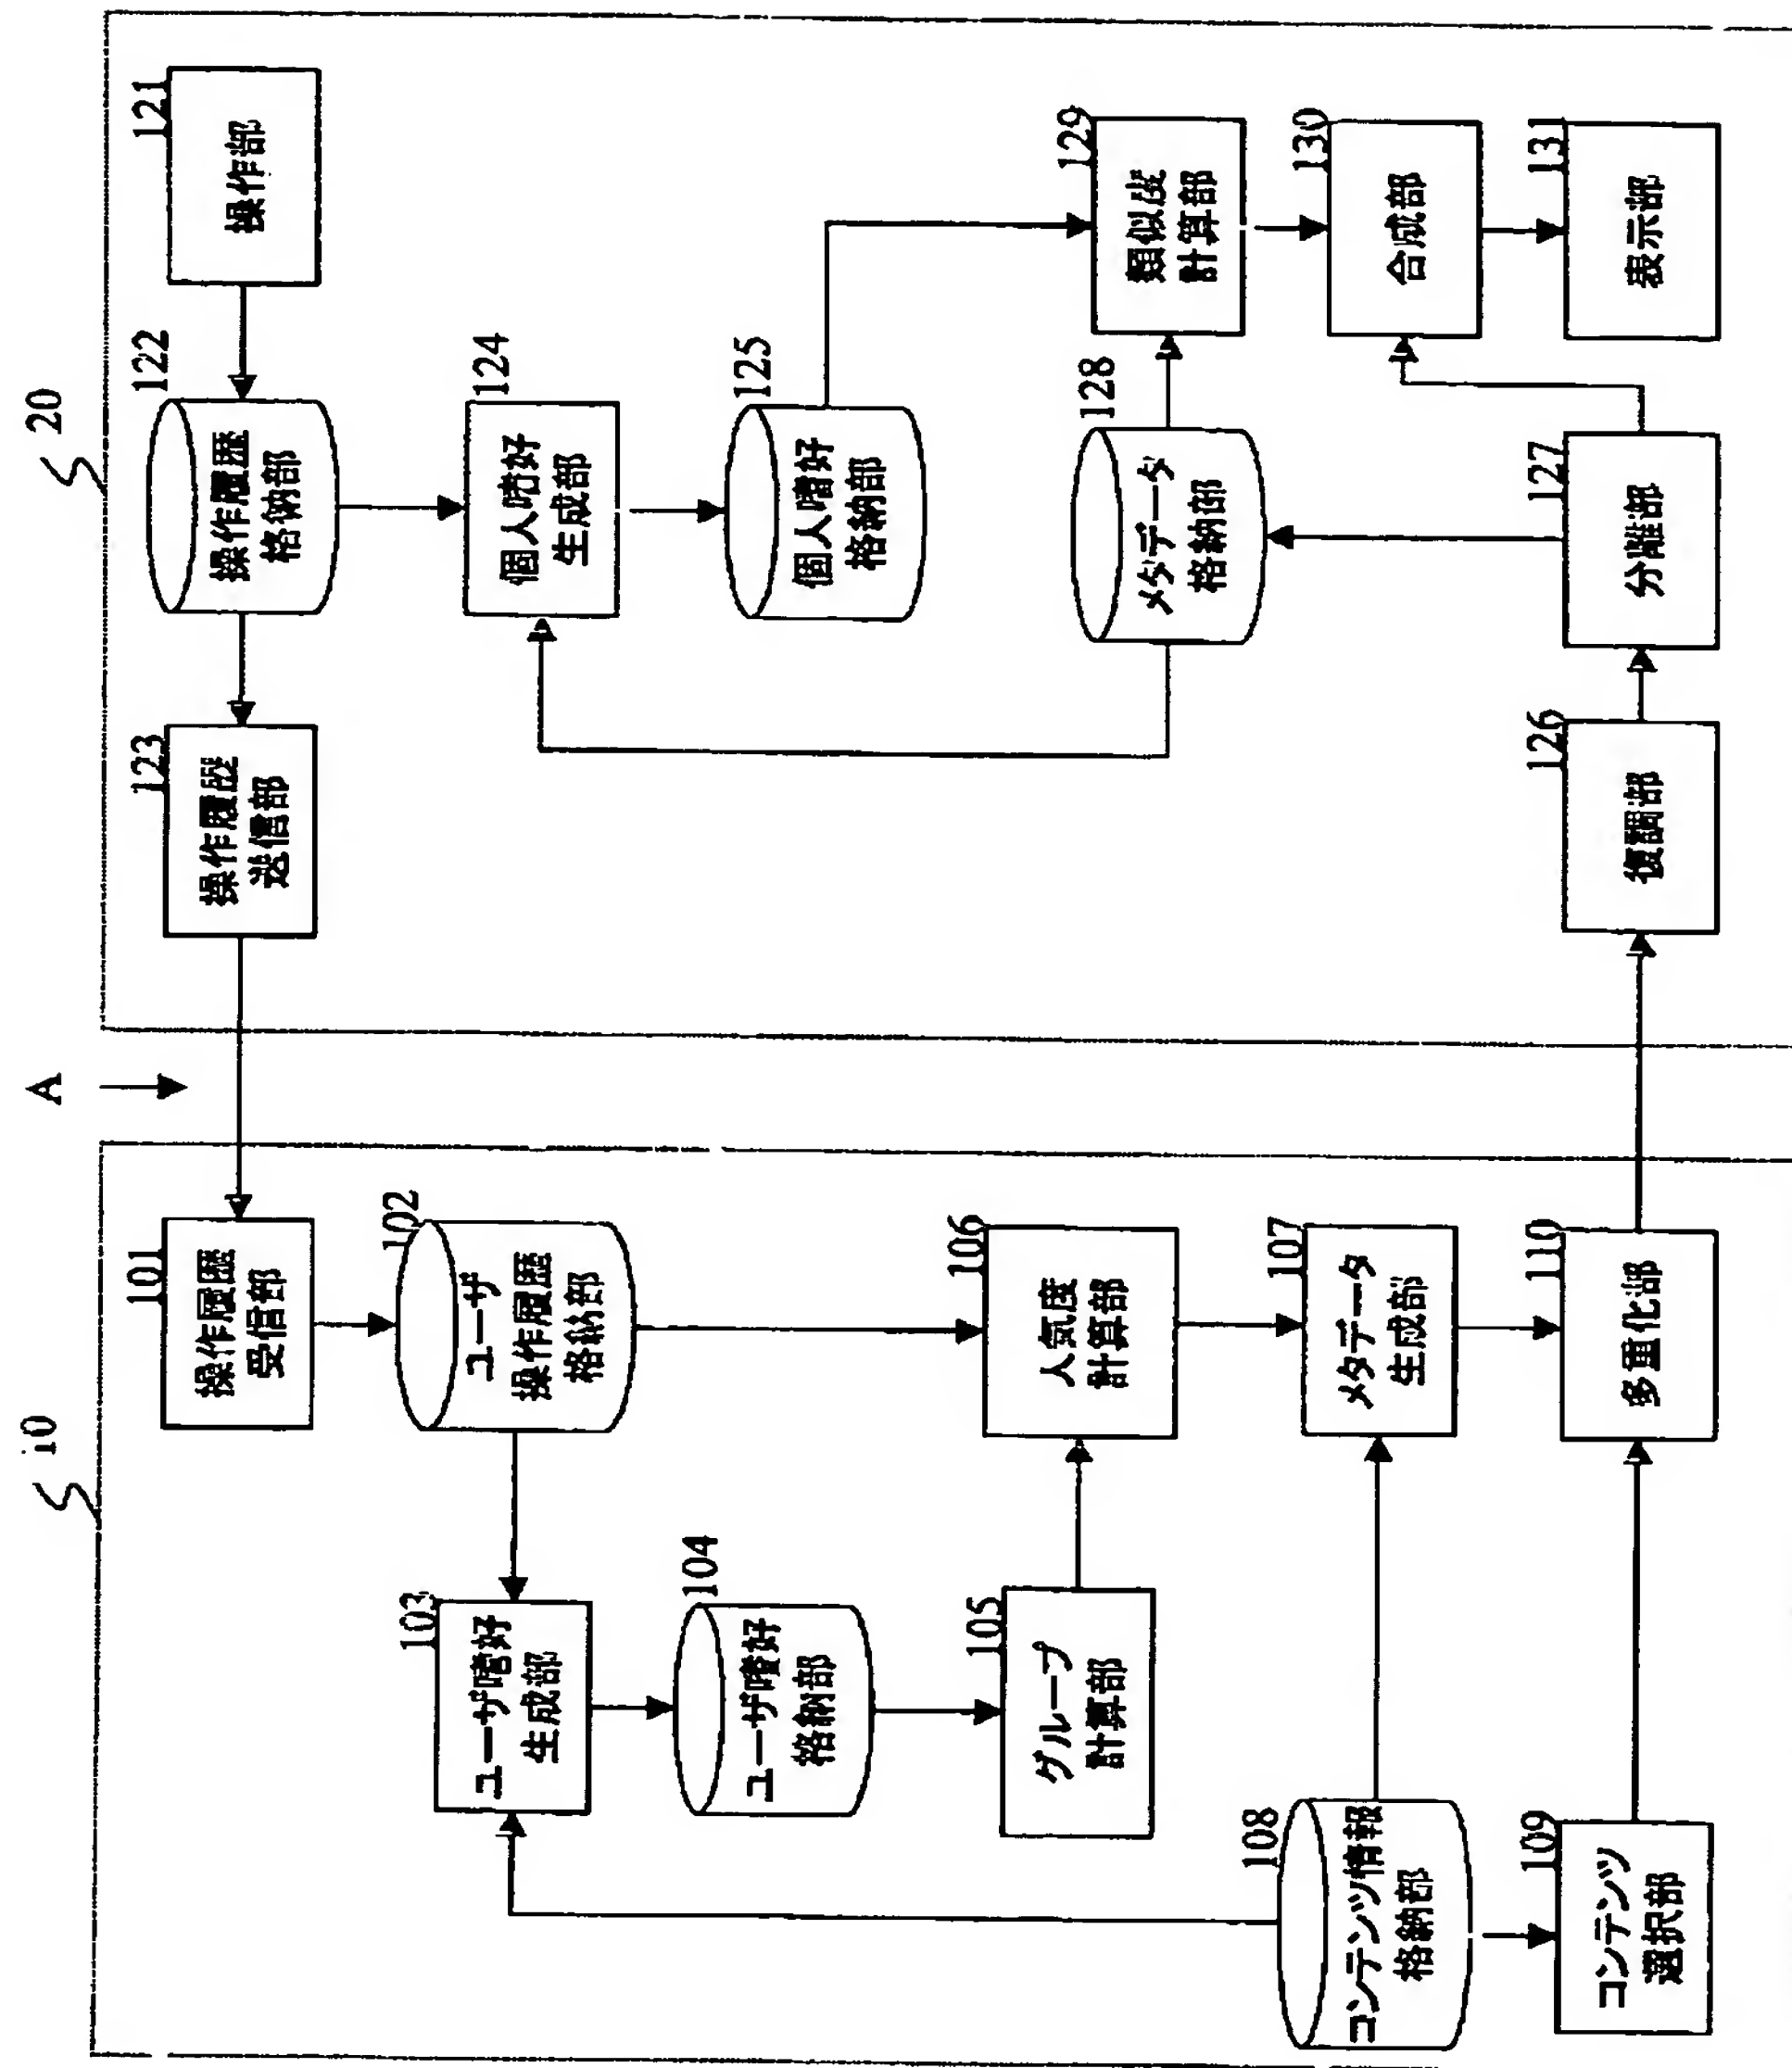 20
121
操作部
122
操作履歴
格納部
123
操作履歴
送信部
124
個人嗜好
生成部
125
個人嗜好
格納部
129
類似度
計算部
128
メタデータ
格納部
130
合成部
131
表示部
127
分離部
126
復調部
A
10
101
操作履歴
受信部
102
ユーザ
操作履歴
格納部
103
ユーザ嗜好
生成部
104
ユーザ嗜好
格納部
105
グループ
計算部
106
人気度
計算部
107
メタデータ
生成部
108
コンテンツ情報
格納部
109
コンテンツ
選択部
110
多重化部